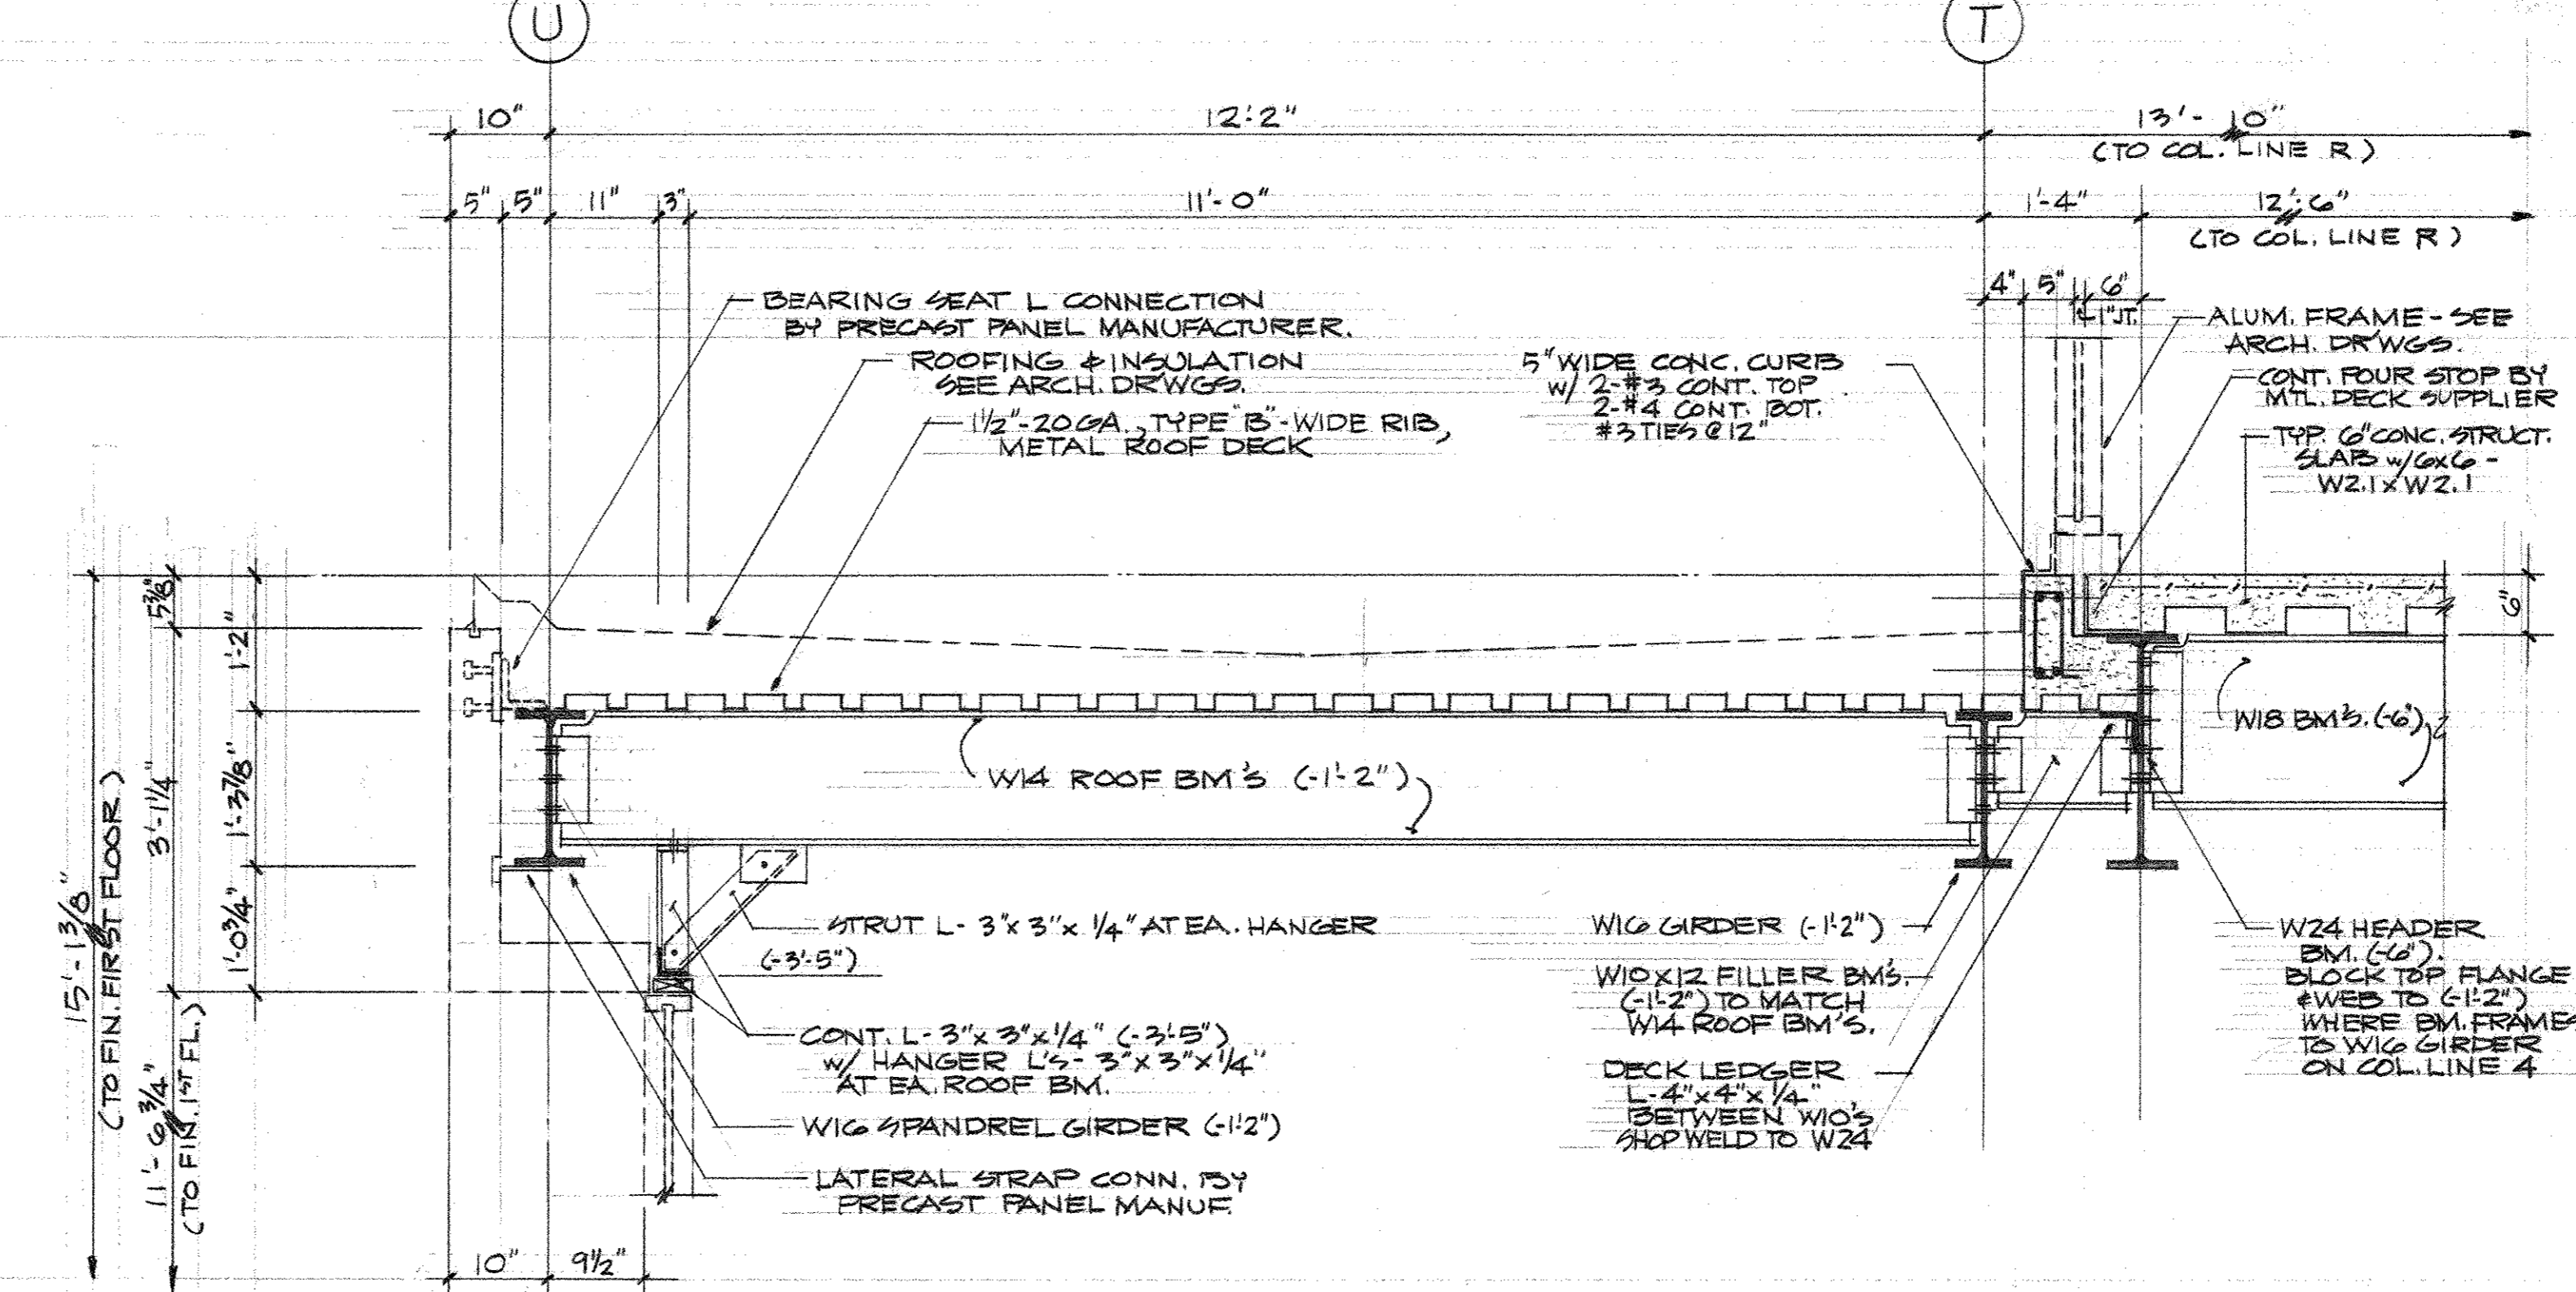 U
T
10"
12'-2"
13'-10"
(TO COL. LINE R)
5"
5"
11"
3"
11'-0"
1'-4"
12'-6"
(TO COL. LINE R)
4"
5"
6"
1"JT.
BEARING SEAT L CONNECTION
BY PRECAST PANEL MANUFACTURER.
ROOFING & INSULATION
SEE ARCH. DR'WGS.
1½"-20GA., TYPE "B"-WIDE RIB,
METAL ROOF DECK
5" WIDE CONC. CURB
W/ 2-#3 CONT. TOP
2-#4 CONT. BOT.
#3 TIES @ 12"
ALUM. FRAME - SEE
ARCH. DR'WGS.
CONT. POUR STOP BY
MTL. DECK SUPPLIER
TYP. 6" CONC. STRUCT.
SLAB w/6x6 -
W2.1 x W2.1
5⅜"
1'-2"
6"
15'-1⅜"
(TO FIN. FIRST FLOOR)
3'-1¼"
1'-3⅞"
1'-0¾"
11'-6¾"
(TO FIN. 1ST FL.)
W14 ROOF BM'S (-1'-2")
W18 BM'S. (-6")
STRUT L- 3"x 3"x ¼" AT EA. HANGER
(-3'-5")
CONT. L- 3"x 3"x ¼" (-3'-5")
w/ HANGER L's - 3"x 3"x ¼"
AT EA. ROOF BM.
W16 SPANDREL GIRDER (-1'-2")
LATERAL STRAP CONN. BY
PRECAST PANEL MANUF.
W16 GIRDER (-1'-2")
W10X12 FILLER BM'S.
(-1'-2") TO MATCH
W14 ROOF BM'S.
DECK LEDGER
L-4"x4"x¼"
BETWEEN W10's
SHOP WELD TO W24
W24 HEADER
BM. (-6").
BLOCK TOP FLANGE
& WEB TO (-1'-2")
WHERE BM. FRAMES
TO W16 GIRDER
ON COL. LINE 4
10"
9½"